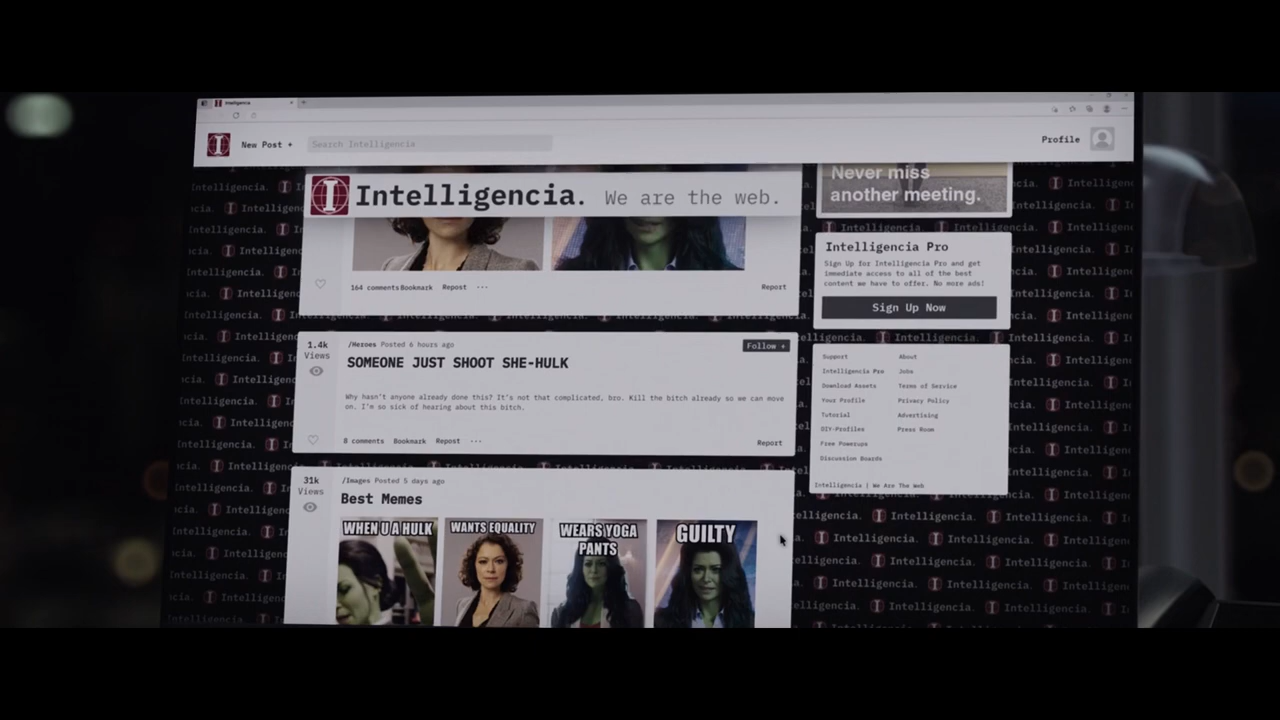 Intelligencia
New Post +
Search Intelligencia
Profile
Intelligencia. We are the web.
164 comments Bookmark Repost ···
Report
1.4k
Views
/Heroes Posted 6 hours ago
Follow +
SOMEONE JUST SHOOT SHE-HULK
Why hasn't anyone already done this? It's not that complicated, bro. Kill the bitch already so we can move
on. I'm so sick of hearing about this bitch.
8 comments Bookmark Repost ···
Report
31k
Views
/Images Posted 5 days ago
Best Memes
WHEN U A HULK
WANTS EQUALITY
WEARS YOGA
PANTS
GUILTY
Never miss
another meeting.
Intelligencia Pro
Sign Up for Intelligencia Pro and get
immediate access to all of the best
content we have to offer. No more ads!
Sign Up Now
Support
Intelligencia Pro
Download Assets
Your Profile
Tutorial
DIY-Profiles
Free Powerups
Discussion Boards
About
Jobs
Terms of Service
Privacy Policy
Advertising
Press Room
Intelligencia | We Are The Web